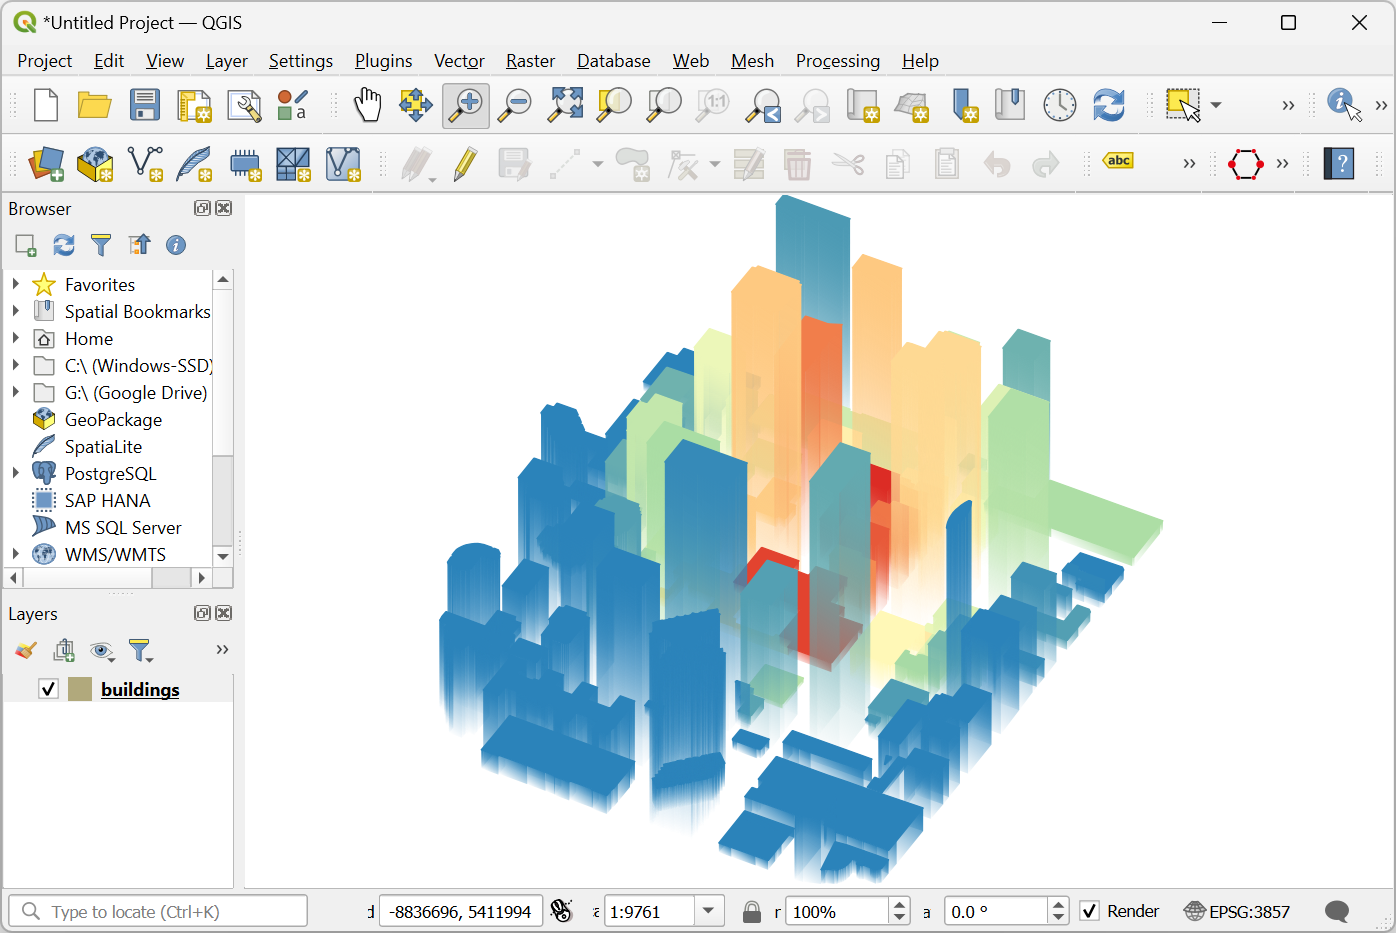 *Untitled Project — QGIS
Project Edit View Layer Settings Plugins Vector Raster Database Web Mesh Processing Help
a
1:1
abc
?
Browser
Favorites
Spatial Bookmarks
Home
C:\ (Windows-SSD)
G:\ (Google Drive)
GeoPackage
SpatiaLite
PostgreSQL
SAP HANA
MS SQL Server
WMS/WMTS
Layers
buildings
Type to locate (Ctrl+K) d -8836696, 5411994 1:9761 r 100% a 0.0 ° Render EPSG:3857